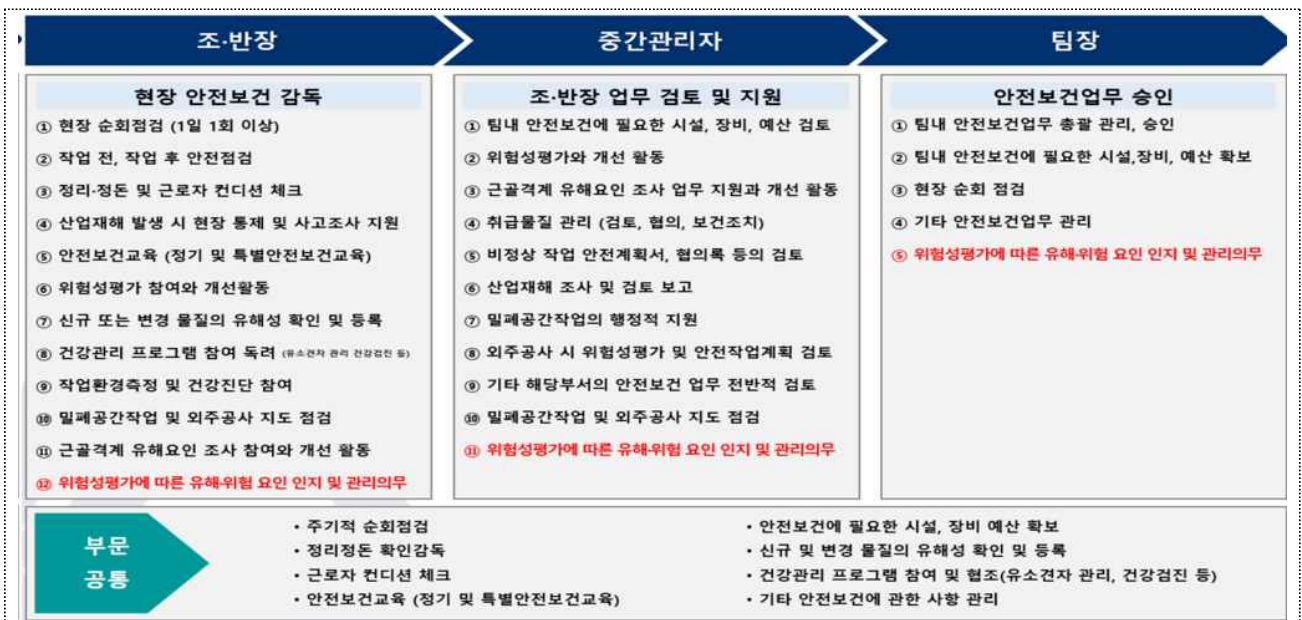 조·반장
현장 안전보건 감독
① 현장 순회점검 (1일 1회 이상)
② 작업 전, 작업 후 안전점검
③ 정리·정돈 및 근로자 컨디션 체크
④ 산업재해 발생 시 현장 통제 및 사고조사 지원
⑤ 안전보건교육 (정기 및 특별안전보건교육)
⑥ 위험성평가 참여와 개선활동
⑦ 신규 또는 변경 물질의 유해성 확인 및 등록
⑧ 건강관리 프로그램 참여 독려 (유소견자 관리 건강검진 등)
⑨ 작업환경측정 및 건강진단 참여
⑩ 밀폐공간작업 및 외주공사 지도 점검
⑪ 근골격계 유해요인 조사 참여와 개선 활동
⑫ 위험성평가에 따른 유해·위험 요인 인지 및 관리의무
중간관리자
조·반장 업무 검토 및 지원
① 팀내 안전보건에 필요한 시설, 장비, 예산 검토
② 위험성평가와 개선 활동
③ 근골격계 유해요인 조사 업무 지원과 개선 활동
④ 취급물질 관리 (검토, 협의, 보건조치)
⑤ 비정상 작업 안전계획서, 협의록 등의 검토
⑥ 산업재해 조사 및 검토 보고
⑦ 밀폐공간작업의 행정적 지원
⑧ 외주공사 시 위험성평가 및 안전작업계획 검토
⑨ 기타 해당부서의 안전보건 업무 전반적 검토
⑩ 밀폐공간작업 및 외주공사 지도 점검
⑪ 위험성평가에 따른 유해·위험 요인 인지 및 관리의무
팀장
안전보건업무 승인
① 팀내 안전보건업무 총괄 관리, 승인
② 팀내 안전보건에 필요한 시설,장비, 예산 확보
③ 현장 순회 점검
④ 기타 안전보건업무 관리
⑤ 위험성평가에 따른 유해·위험 요인 인지 및 관리의무
부문
공통
• 주기적 순회점검
• 정리정돈 확인감독
• 근로자 컨디션 체크
• 안전보건교육 (정기 및 특별안전보건교육)
• 안전보건에 필요한 시설, 장비 예산 확보
• 신규 및 변경 물질의 유해성 확인 및 등록
• 건강관리 프로그램 참여 및 협조(유소견자 관리, 건강검진 등)
• 기타 안전보건에 관한 사항 관리